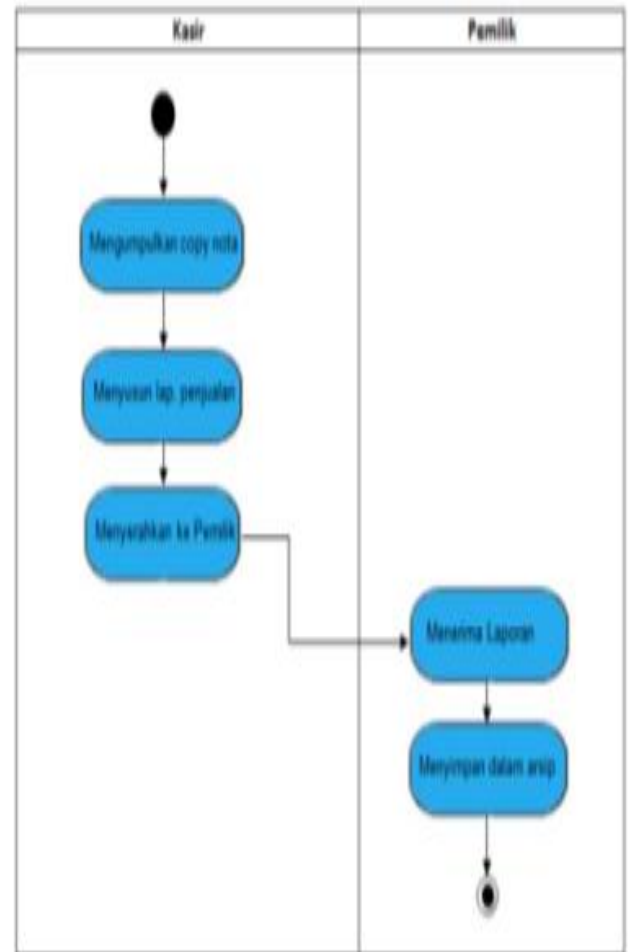 Kasir
Pemilik
Mengumpulkan copy nota
Menyusun lap. penjualan
Menyerahkan ke Pemilik
Menerima Laporan
Menyimpan dalam arsip